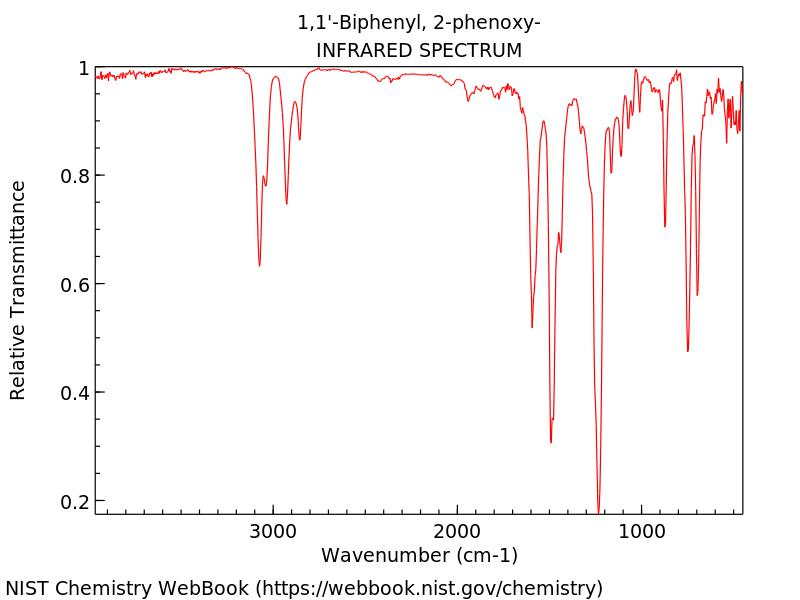 1,1'-Biphenyl, 2-phenoxy-
INFRARED SPECTRUM
1
0.8
0.6
0.4
0.2
Relative Transmittance
3000 2000 1000
Wavenumber (cm-1)
NIST Chemistry WebBook (https://webbook.nist.gov/chemistry)